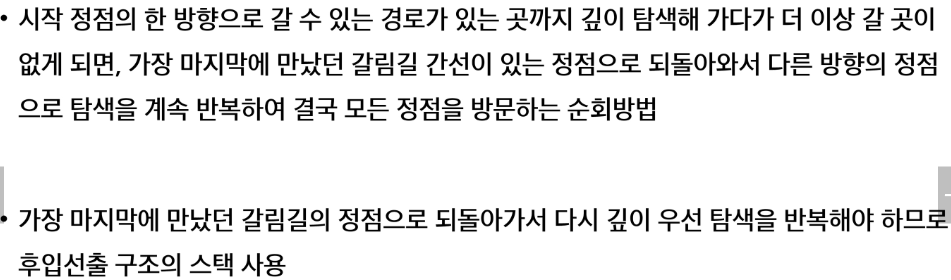 • 시작 정점의 한 방향으로 갈 수 있는 경로가 있는 곳까지 깊이 탐색해 가다가 더 이상 갈 곳이
없게 되면, 가장 마지막에 만났던 갈림길 간선이 있는 정점으로 되돌아와서 다른 방향의 정점
으로 탐색을 계속 반복하여 결국 모든 정점을 방문하는 순회방법
• 가장 마지막에 만났던 갈림길의 정점으로 되돌아가서 다시 깊이 우선 탐색을 반복해야 하므로
후입선출 구조의 스택 사용